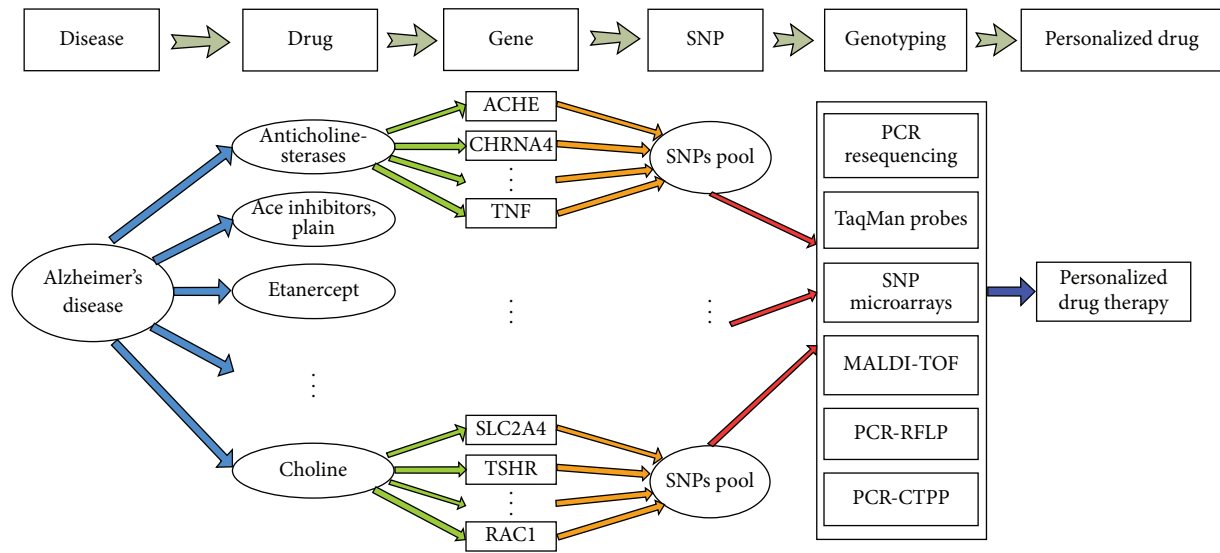 Disease
Drug
Gene
SNP
Genotyping
Personalized drug
Alzheimer's
disease
Anticholine-
sterases
Ace inhibitors,
plain
Etanercept
⋮
Choline
ACHE
CHRNA4
⋮
TNF
⋮
SLC2A4
TSHR
⋮
RAC1
SNPs pool
⋮
SNPs pool
PCR
resequencing
TaqMan probes
SNP
microarrays
MALDI-TOF
PCR-RFLP
PCR-CTPP
Personalized
drug therapy